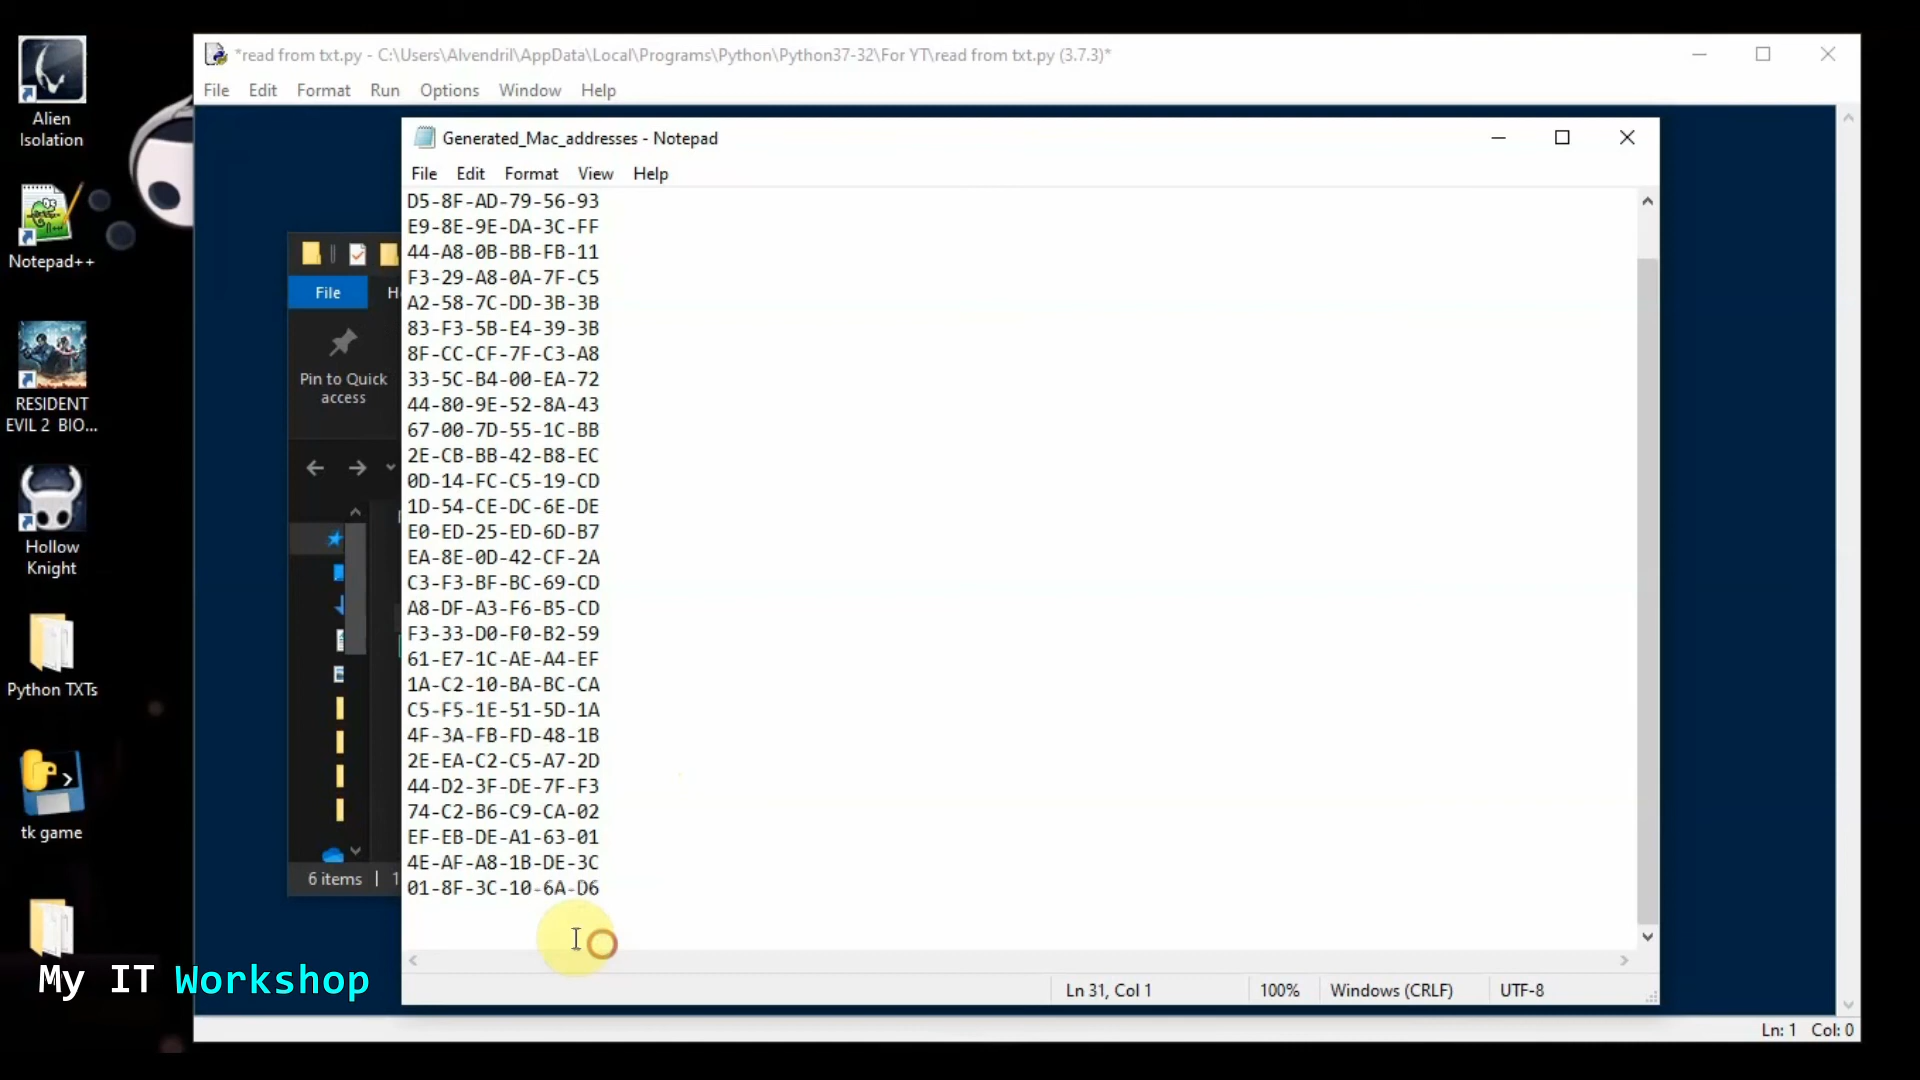 *read from txt.py - C:\Users\Alvendril\AppData\Local\Programs\Python\Python37-32\For YT\read from txt.py (3.7.3)*
File Edit Format Run Options Window Help
Generated_Mac_addresses - Notepad
File Edit Format View Help
D5-8F-AD-79-56-93
E9-8E-9E-DA-3C-FF
44-A8-0B-BB-FB-11
F3-29-A8-0A-7F-C5
A2-58-7C-DD-3B-3B
83-F3-5B-E4-39-3B
8F-CC-CF-7F-C3-A8
33-5C-B4-00-EA-72
44-80-9E-52-8A-43
67-00-7D-55-1C-BB
2E-CB-BB-42-B8-EC
0D-14-FC-C5-19-CD
1D-54-CE-DC-6E-DE
E0-ED-25-ED-6D-B7
EA-8E-0D-42-CF-2A
C3-F3-BF-BC-69-CD
A8-DF-A3-F6-B5-CD
F3-33-D0-F0-B2-59
61-E7-1C-AE-A4-EF
1A-C2-10-BA-BC-CA
C5-F5-1E-51-5D-1A
4F-3A-FB-FD-48-1B
2E-EA-C2-C5-A7-2D
44-D2-3F-DE-7F-F3
74-C2-B6-C9-CA-02
EF-EB-DE-A1-63-01
4E-AF-A8-1B-DE-3C
01-8F-3C-10-6A-D6
Ln 31, Col 1 100% Windows (CRLF) UTF-8
Ln: 1 Col: 0
File
Pin to Quick
access
6 items
Alien
Isolation
Notepad++
RESIDENT
EVIL 2 BIO...
Hollow
Knight
Python TXTs
tk game
My IT Workshop